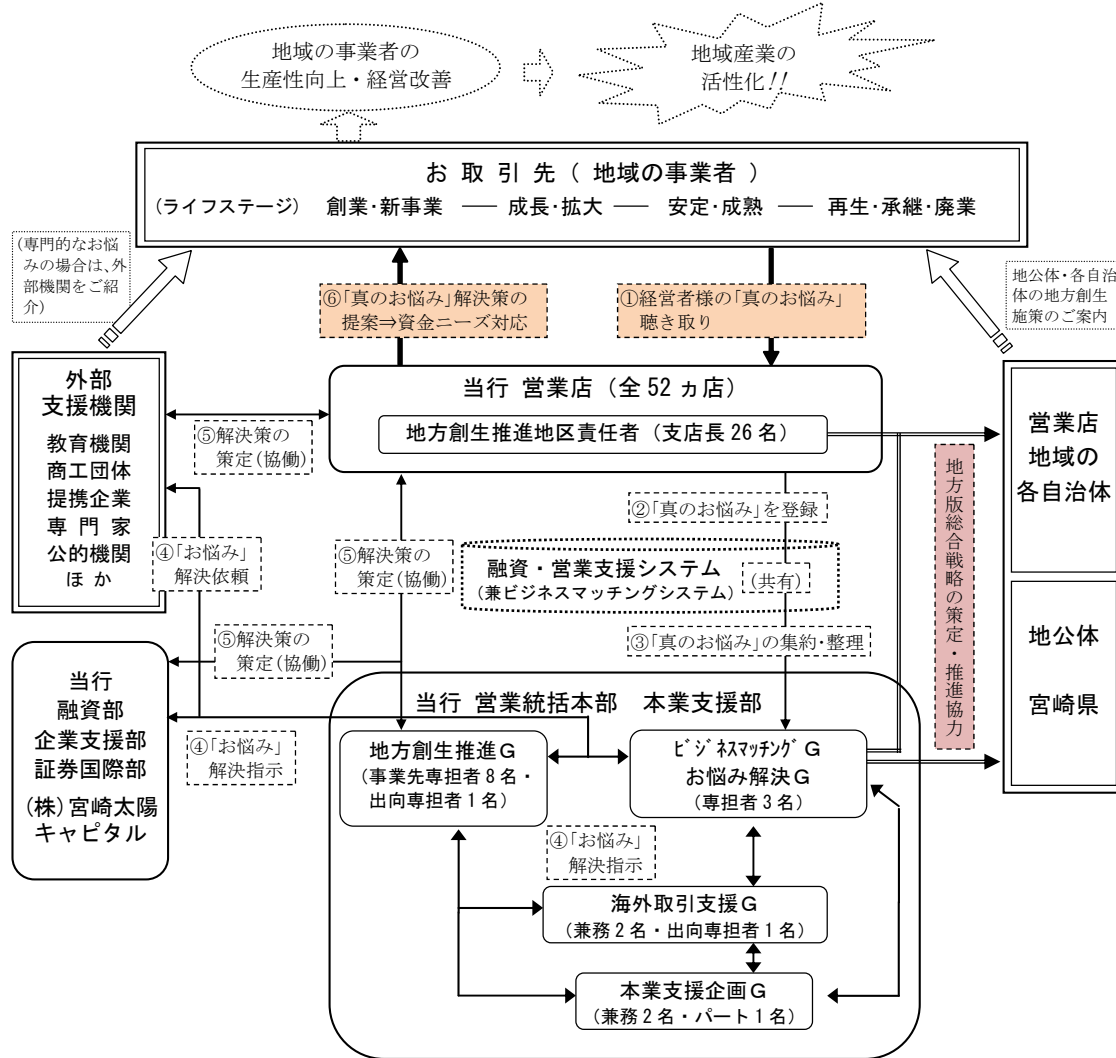 地域の事業者の
生産性向上・経営改善
地域産業の
活性化!!
お 取 引 先 ( 地域の事業者 )
(ライフステージ) 創業・新事業 ― 成長・拡大 ― 安定・成熟 ― 再生・承継・廃業
(専門的なお悩
みの場合は、外
部機関をご紹
介)
⑥「真のお悩み」解決策の
提案⇒資金ニーズ対応
①経営者様の「真のお悩み」
聴き取り
地公体・各自治
体の地方創生
施策のご案内
外部
支援機関
教育機関
商工団体
提携企業
専 門 家
公的機関
ほ か
⑤解決策の
策定(協働)
当行 営業店 (全 52 ヵ店)
地方創生推進地区責任者 (支店長 26 名)
営業店
地域の
各自治体
地公体
宮崎県
地方版総合戦略の策定・推進協力
②「真のお悩み」を登録
④「お悩み」
解決依頼
⑤解決策の
策定(協働)
融資・営業支援システム
(兼ビジネスマッチングシステム)
(共有)
③「真のお悩み」の集約・整理
⑤解決策の
策定(協働)
当行
融資部
企業支援部
証券国際部
(株)宮崎太陽
キャピタル
④「お悩み」
解決指示
当行 営業統括本部 本業支援部
地方創生推進G
(事業先専担者 8 名・
出向専担者 1 名)
ビジネスマッチングG
お悩み解決G
(専担者 3 名)
④「お悩み」
解決指示
海外取引支援G
(兼務 2 名・出向専担者 1 名)
本業支援企画G
(兼務 2 名・パート 1 名)